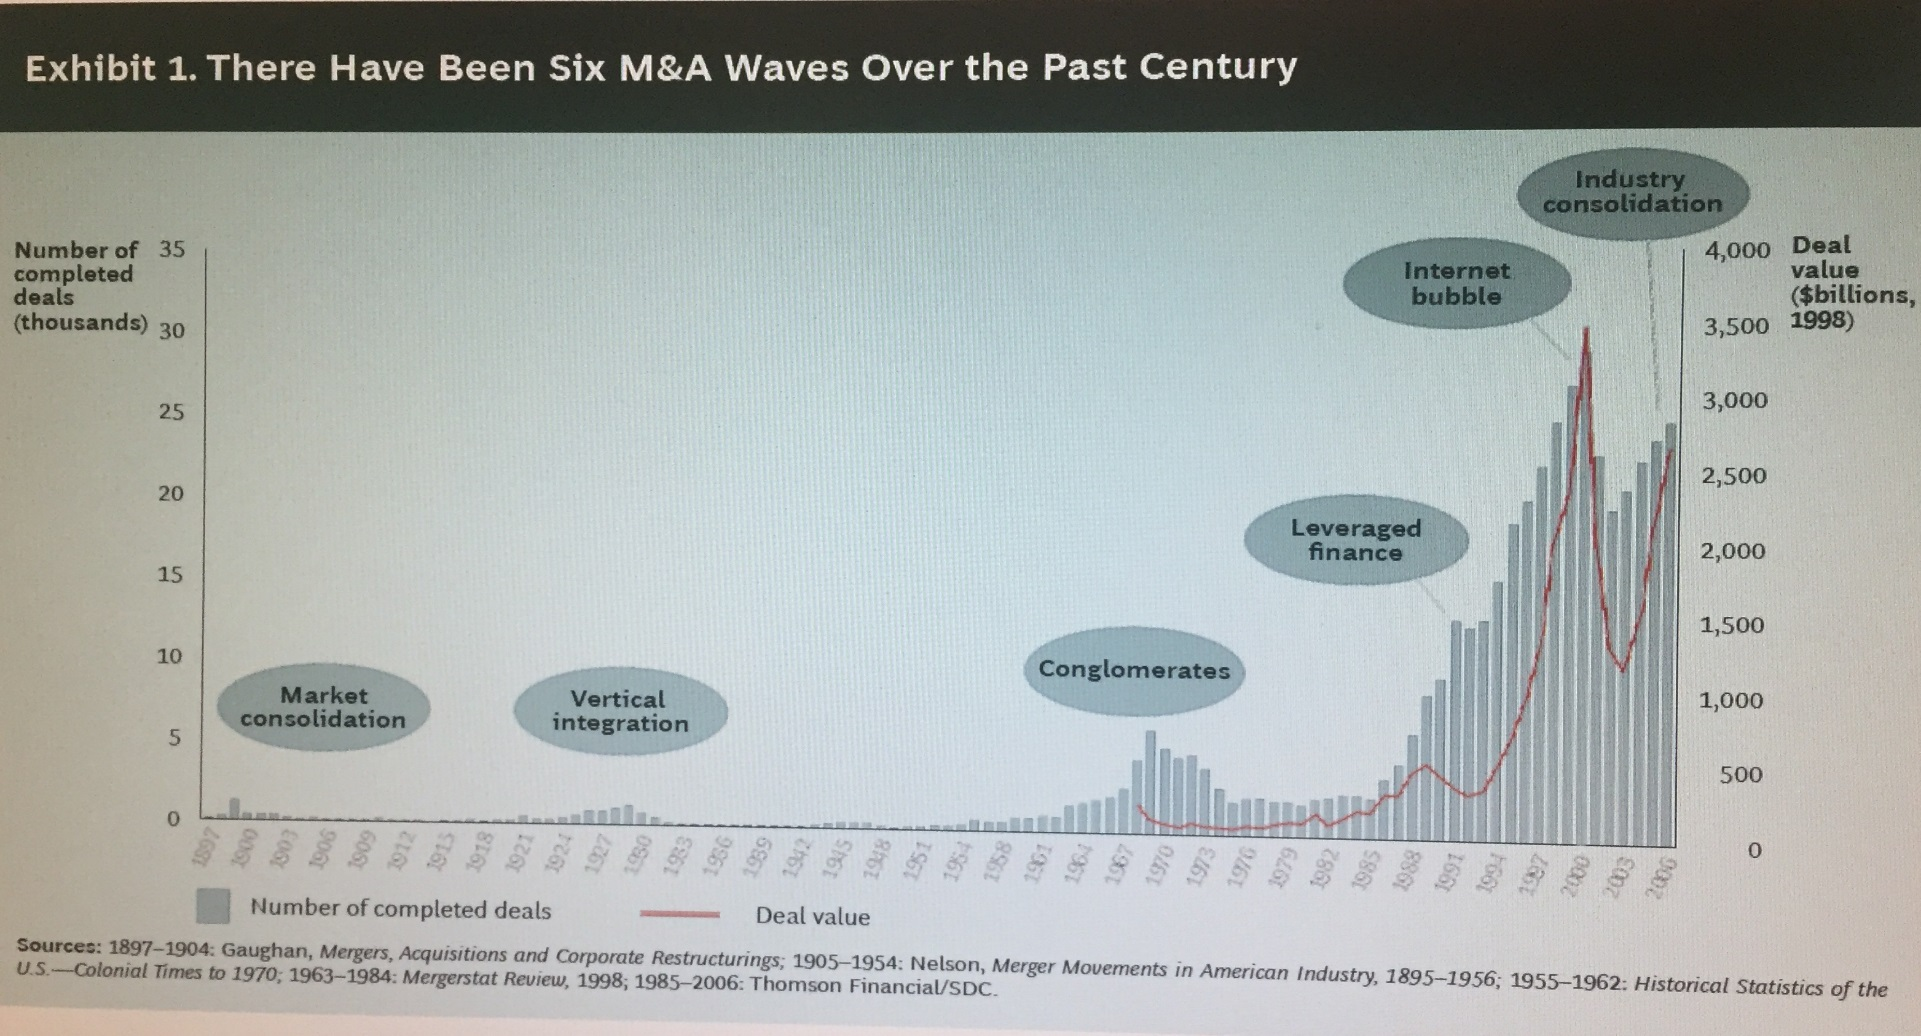 Exhibit 1. There Have Been Six M&A Waves Over the Past Century
Number of
completed
deals
(thousands)
35
30
25
20
15
10
5
0
Market
consolidation
Vertical
integration
Conglomerates
Leveraged
finance
Internet
bubble
Industry
consolidation
4,000
3,500
3,000
2,500
2,000
1,500
1,000
500
0
Deal
value
($billions,
1998)
1897 1900 1903 1906 1909 1912 1915 1918 1921 1924 1927 1930 1933 1936 1939 1942 1945 1948 1951 1954 1958 1961 1964 1967 1970 1973 1976 1979 1982 1985 1988 1991 1994 1997 2000 2003 2006
Number of completed deals
Deal value
Sources: 1897–1904: Gaughan, Mergers, Acquisitions and Corporate Restructurings; 1905–1954: Nelson, Merger Movements in American Industry, 1895–1956; 1955–1962: Historical Statistics of the
U.S.—Colonial Times to 1970; 1963–1984: Mergerstat Review, 1998; 1985–2006: Thomson Financial/SDC.